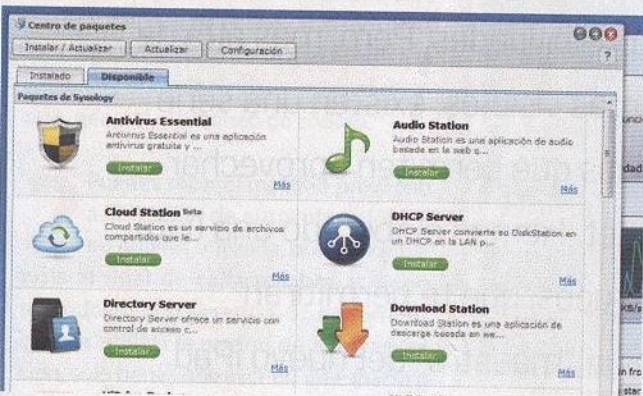 Centro de paquetes
Instalar / Actualizar Actualizar Configuración
?
Instalado Disponible
Paquetes de Synology
Antivirus Essential
Antivirus Essential es una aplicación
antivirus gratuita y ...
Instalar
Más
Audio Station
Audio Station es una aplicación de audio
basada en la web q...
Instalar
Más
Cloud Station Beta
Cloud Station es un servicio de archivos
compartidos que le...
Instalar
Más
DHCP Server
DHCP Server convierte su DiskStation en
un DHCP en la LAN p...
Instalar
Más
Directory Server
Directory Server ofrece un servicio con
control de acceso c...
Instalar
Más
Download Station
Download Station es una aplicación de
descarga basada en we...
Instalar
Más
dad
KB/s